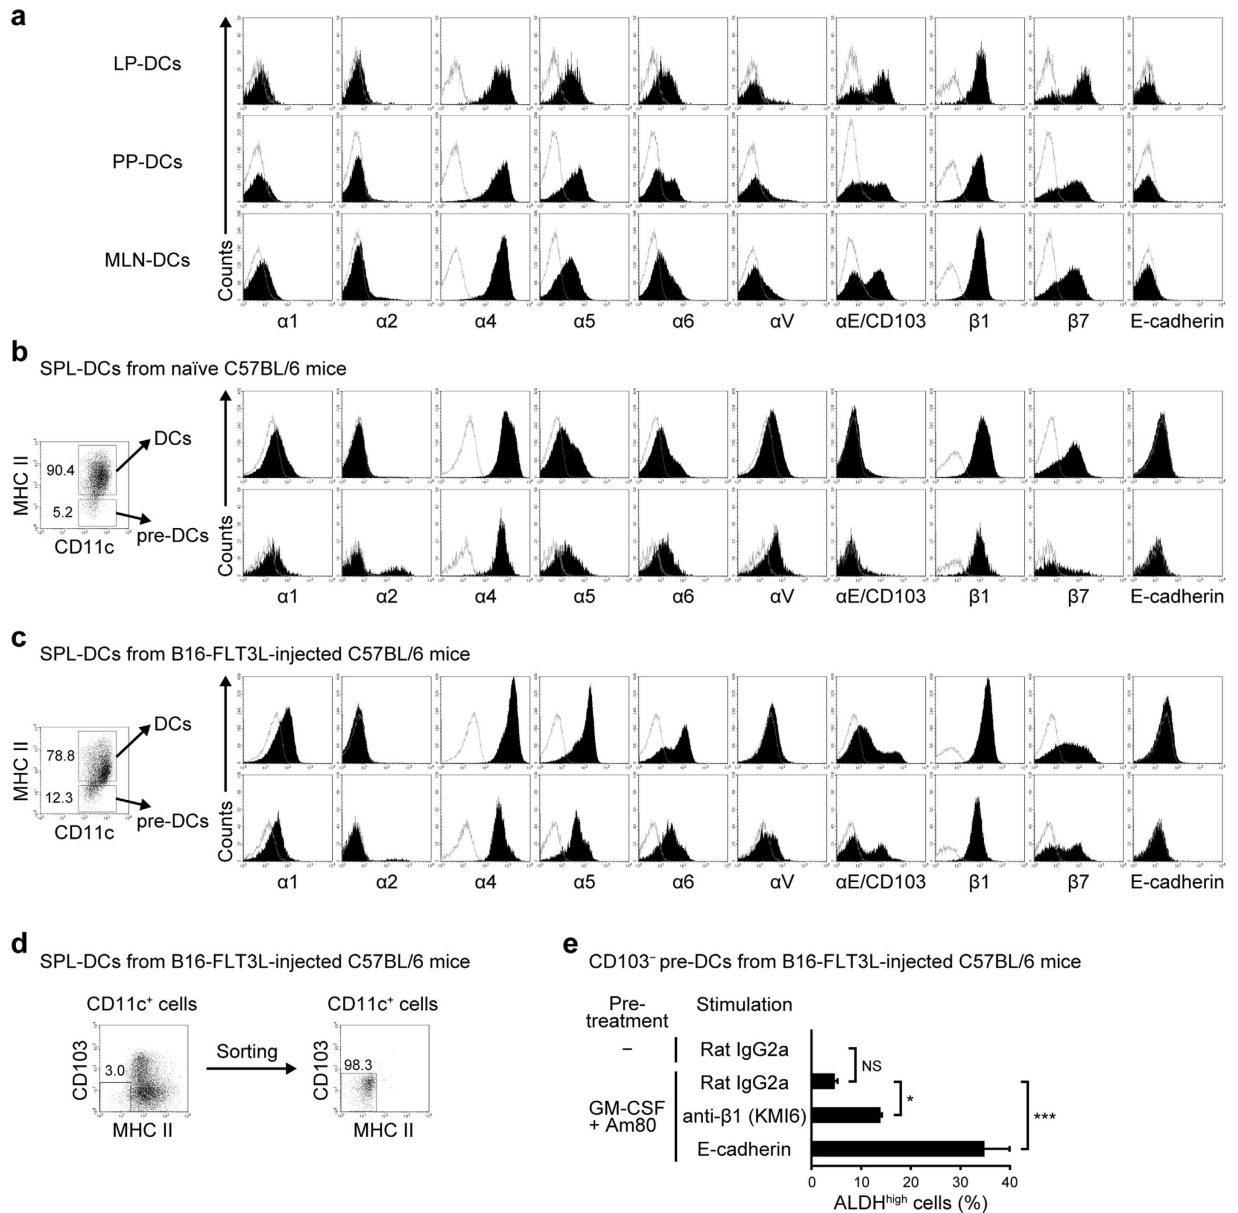 a
LP-DCs
PP-DCs
MLN-DCs
Counts
α1 α2 α4 α5 α6 αV αE/CD103 β1 β7 E-cadherin
b
SPL-DCs from naïve C57BL/6 mice
MHC II
90.4
5.2
CD11c
DCs
pre-DCs
Counts
α1 α2 α4 α5 α6 αV αE/CD103 β1 β7 E-cadherin
c
SPL-DCs from B16-FLT3L-injected C57BL/6 mice
MHC II
78.8
12.3
CD11c
DCs
pre-DCs
Counts
α1 α2 α4 α5 α6 αV αE/CD103 β1 β7 E-cadherin
d
SPL-DCs from B16-FLT3L-injected C57BL/6 mice
CD11c⁺ cells
CD103
3.0
MHC II
Sorting
CD11c⁺ cells
CD103
98.3
MHC II
e
CD103⁻ pre-DCs from B16-FLT3L-injected C57BL/6 mice
Pre-
treatment
Stimulation
–
Rat IgG2a
GM-CSF
+ Am80
Rat IgG2a
anti-β1 (KMI6)
E-cadherin
NS
*
***
0 10 20 30 40
ALDHʰⁱᵍʰ cells (%)